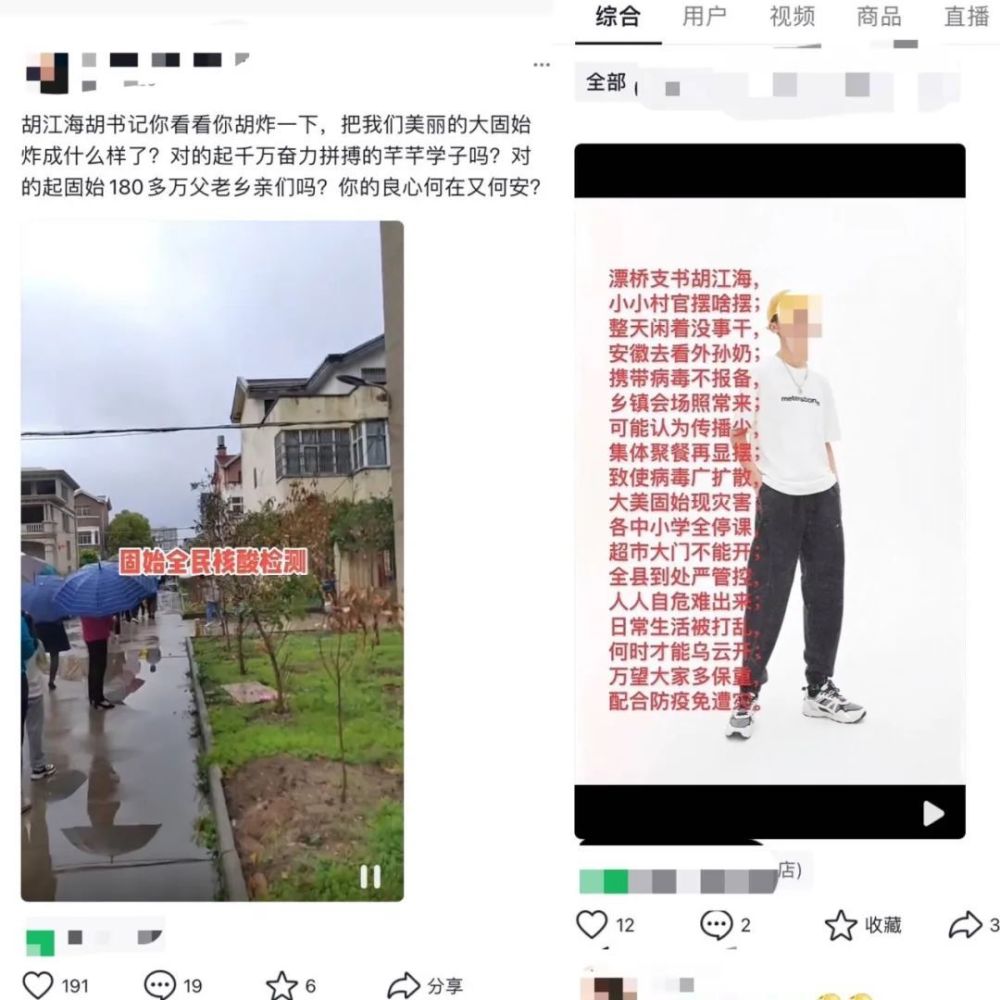 胡江海胡书记你看看你胡炸一下，把我们美丽的大固始
炸成什么样了？对的起千万奋力拼搏的芊芊学子吗？对
的起固始180多万父老乡亲们吗？你的良心何在又何安？
固始全民核酸检测
191
19
6
分享
综合 用户 视频 商品 直播
全部
漂桥支书胡江海，
小小村官摆啥摆；
整天闲着没事干，
安徽去看外孙奶；
携带病毒不报备，
乡镇会场照常来；
可能认为传播少，
集体聚餐再显摆；
致使病毒广扩散，
大美固始现灾害；
各中小学全停课，
超市大门不能开；
全县到处严管控，
人人自危难出来；
日常生活被打乱，
何时才能乌云开；
万望大家多保重，
配合防疫免遭灾。
店)
12
2
收藏
3